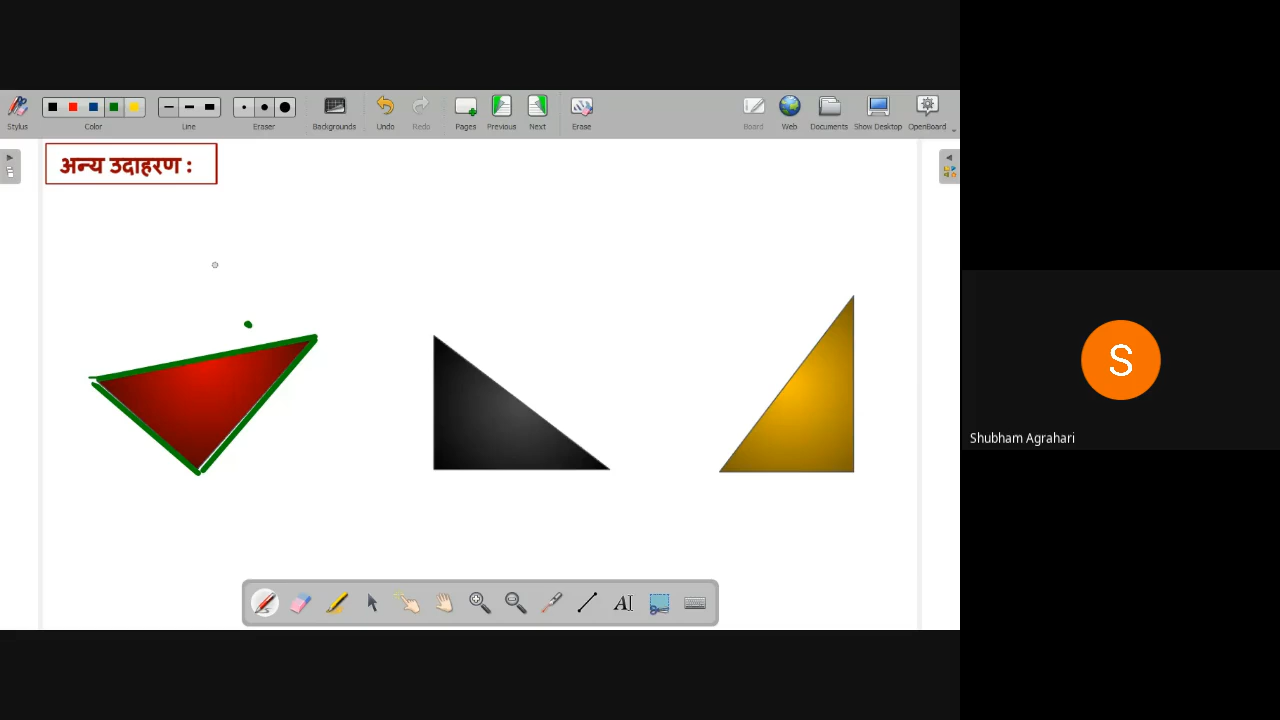 Stylus Color Line Eraser Backgrounds Undo Redo Pages Previous Next Erase Board Web Documents Show Desktop OpenBoard
अन्य उदाहरण :
S
Shubham Agrahari
AI